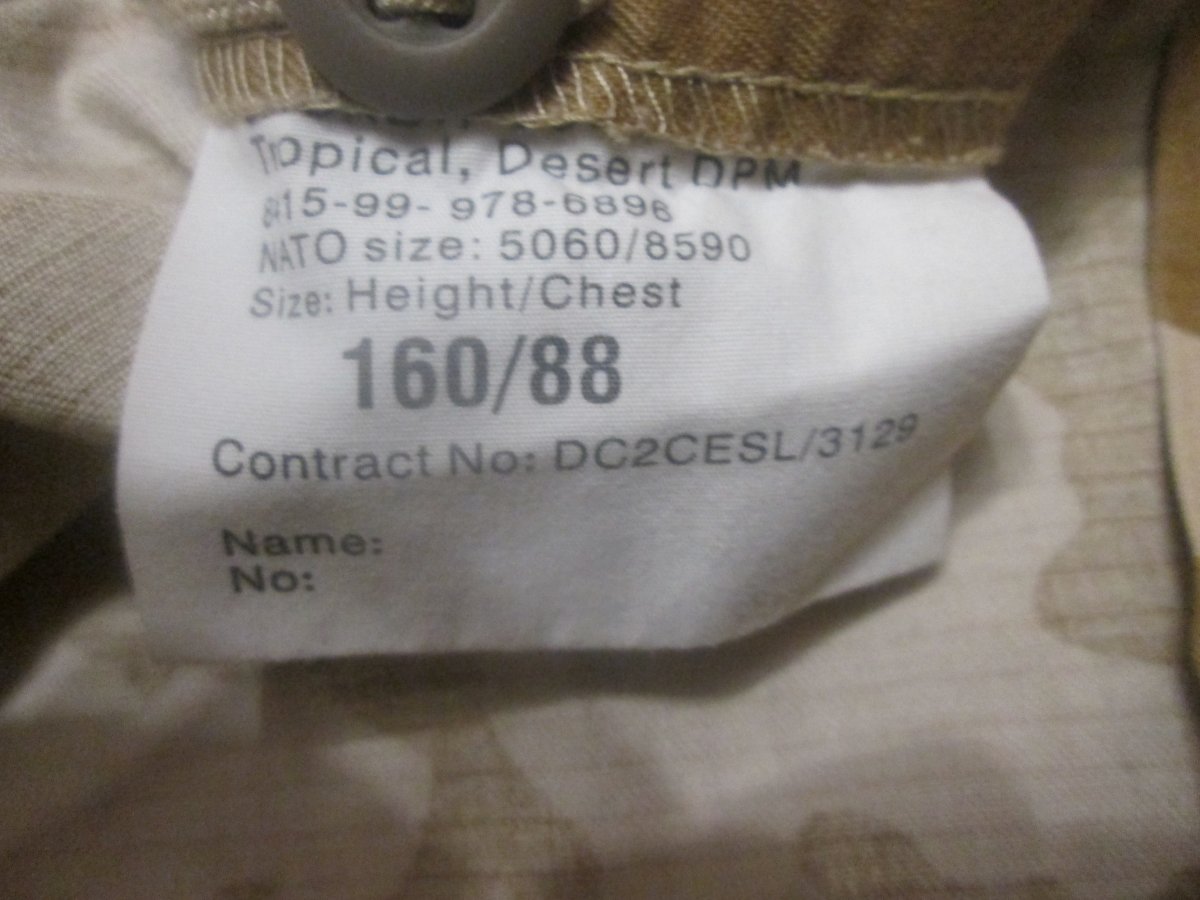 Tropical, Desert DPM
8415-99- 978-6896
NATO size: 5060/8590
Size: Height/Chest
160/88
Contract No: DC2CESL/3129
Name:
No: